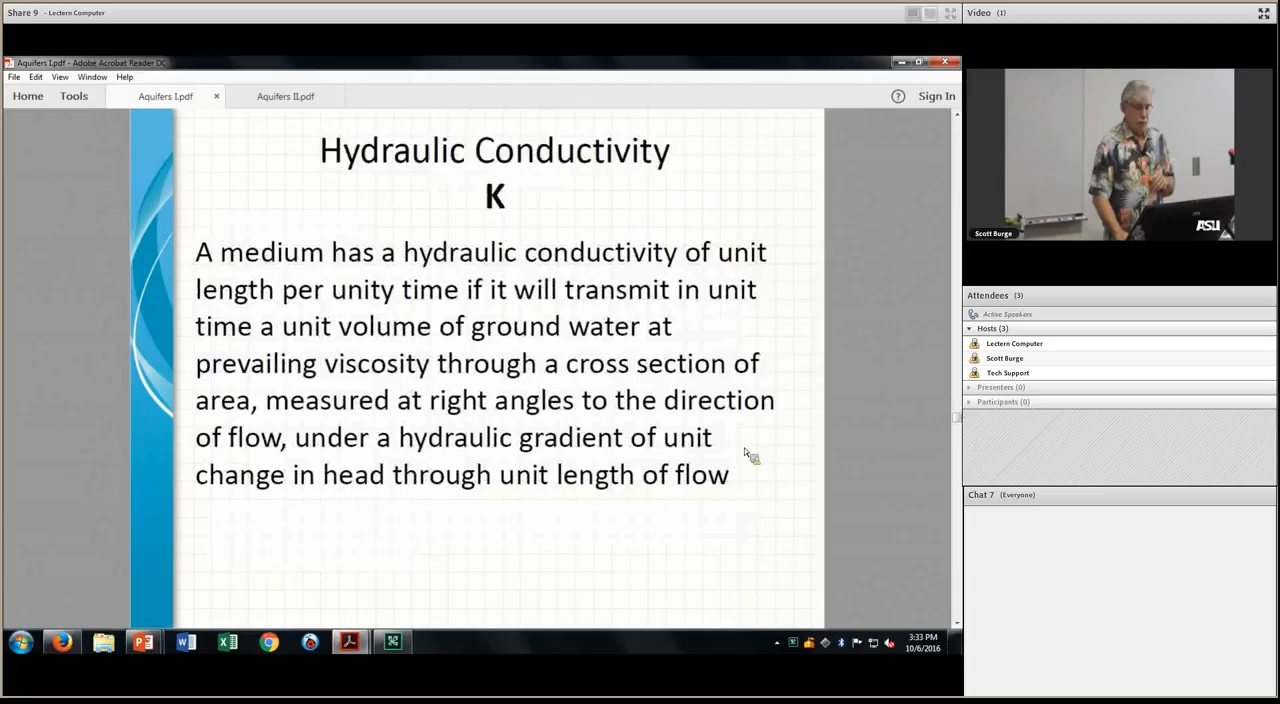 Share 9 - Lectern Computer
Video (1)
Aquifers I.pdf - Adobe Acrobat Reader DC
File Edit View Window Help
Home Tools Aquifers I.pdf × Aquifers II.pdf ? Sign In
Hydraulic Conductivity
K
A medium has a hydraulic conductivity of unit
length per unity time if it will transmit in unit
time a unit volume of ground water at
prevailing viscosity through a cross section of
area, measured at right angles to the direction
of flow, under a hydraulic gradient of unit
change in head through unit length of flow
3:33 PM
10/6/2016
ASU
Scott Burge
Attendees (3)
Active Speakers
Hosts (3)
Lectern Computer
Scott Burge
Tech Support
Presenters (0)
Participants (0)
Chat 7 (Everyone)